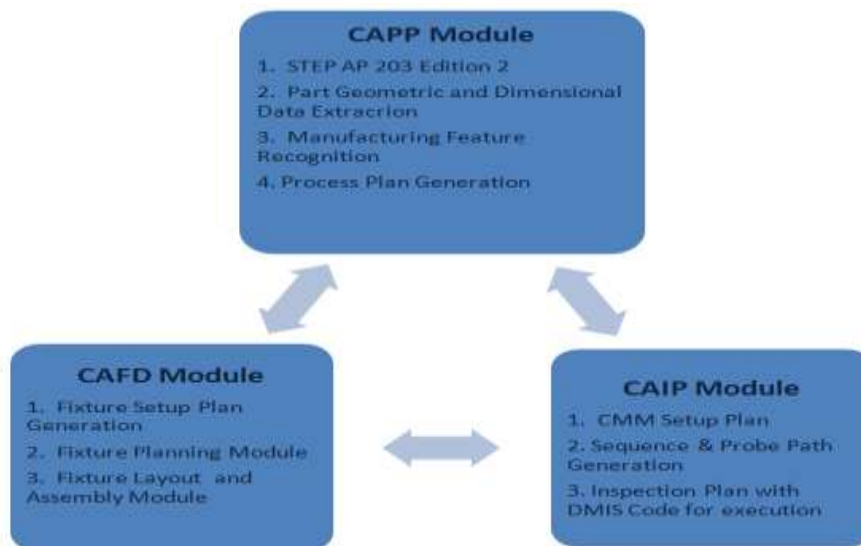 CAPP Module
1. STEP AP 203 Edition 2
2. Part Geometric and Dimensional
Data Extracrion
3. Manufacturing Feature
Recognition
4. Process Plan Generation
CAFD Module
1. Fixture Setup Plan
Generation
2. Fixture Planning Module
3. Fixture Layout and
Assembly Module
CAIP Module
1. CMM Setup Plan
2. Sequence & Probe Path
Generation
3. Inspection Plan with
DMIS Code for execution